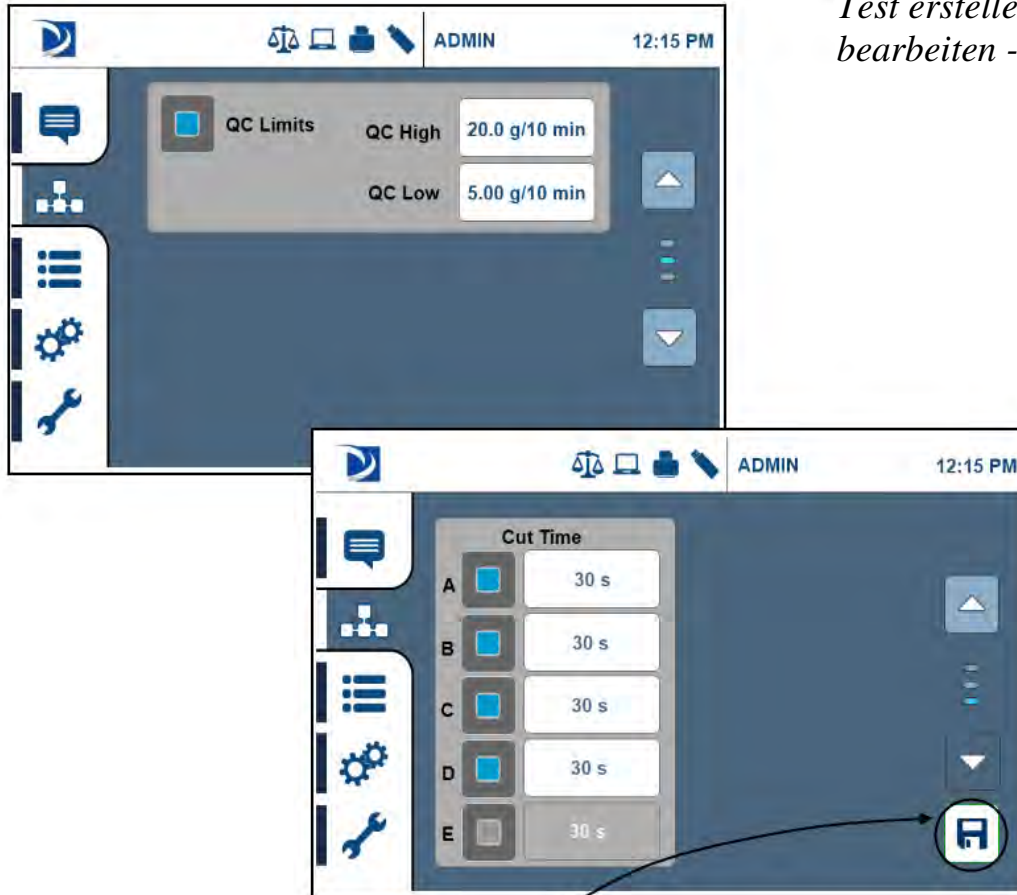 Test erstelle
bearbeiten -
ADMIN 12:15 PM
QC Limits QC High 20.0 g/10 min
QC Low 5.00 g/10 min
ADMIN 12:15 PM
Cut Time
A 30 s
B 30 s
C 30 s
D 30 s
E 30 s